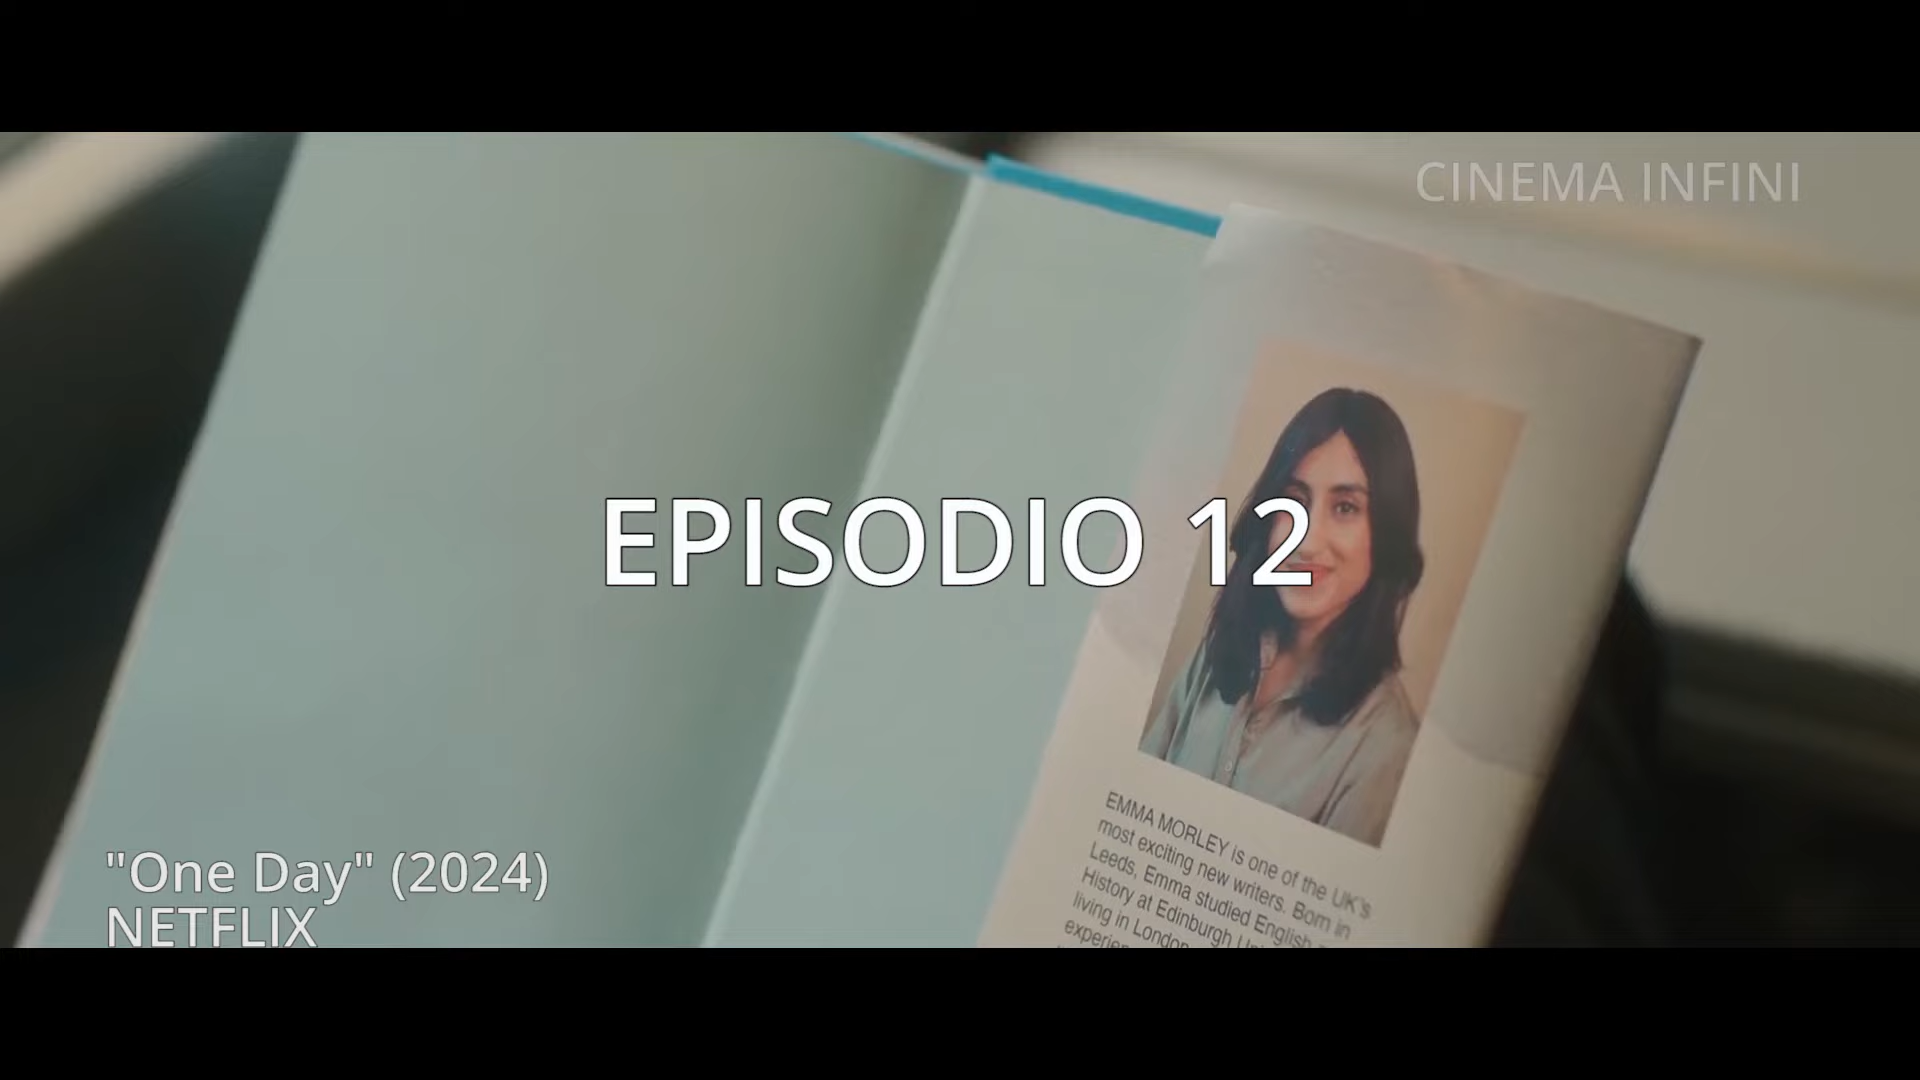 CINEMA INFINI
EPISODIO 12
EMMA MORLEY is one of the UK's
most exciting new writers. Born in
Leeds, Emma studied English
History at Edinburgh
living in London
"One Day" (2024)
NETFLIX